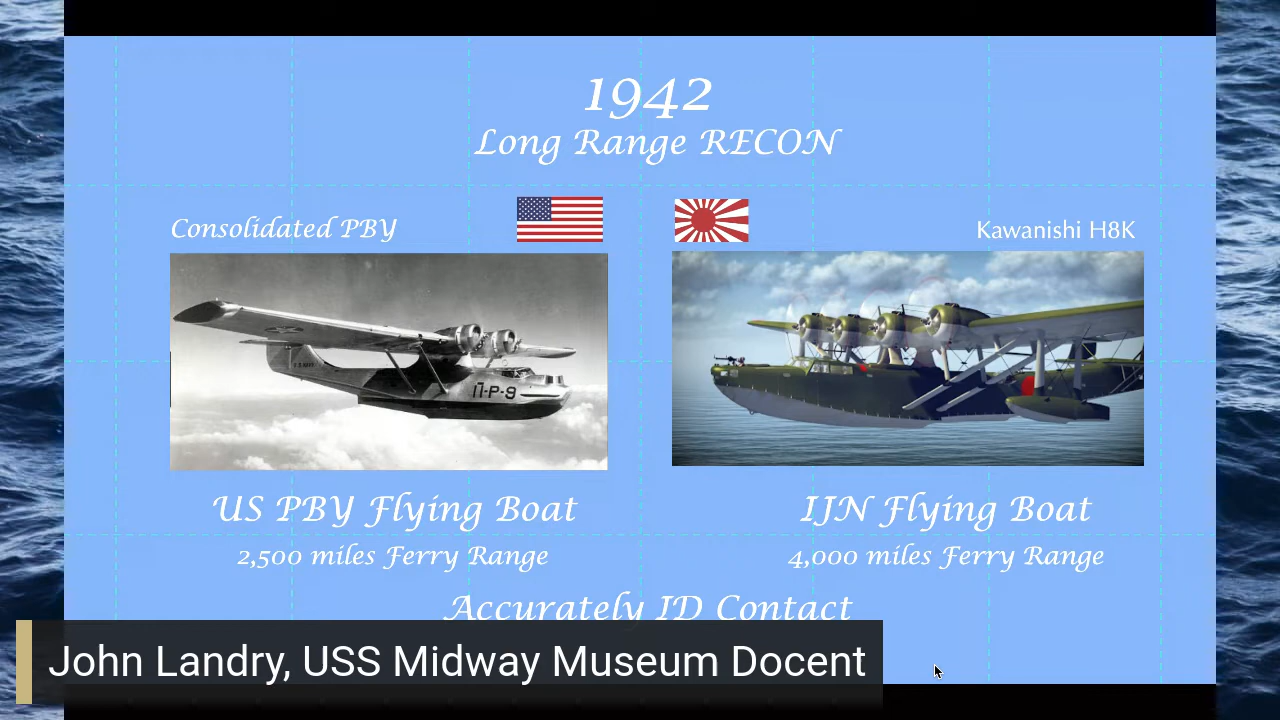 1942
Long Range RECON
Consolidated PBY
Kawanishi H8K
17-P-9
US PBY Flying Boat
IJN Flying Boat
2,500 miles Ferry Range
4,000 miles Ferry Range
Accurately ID Contact
John Landry, USS Midway Museum Docent